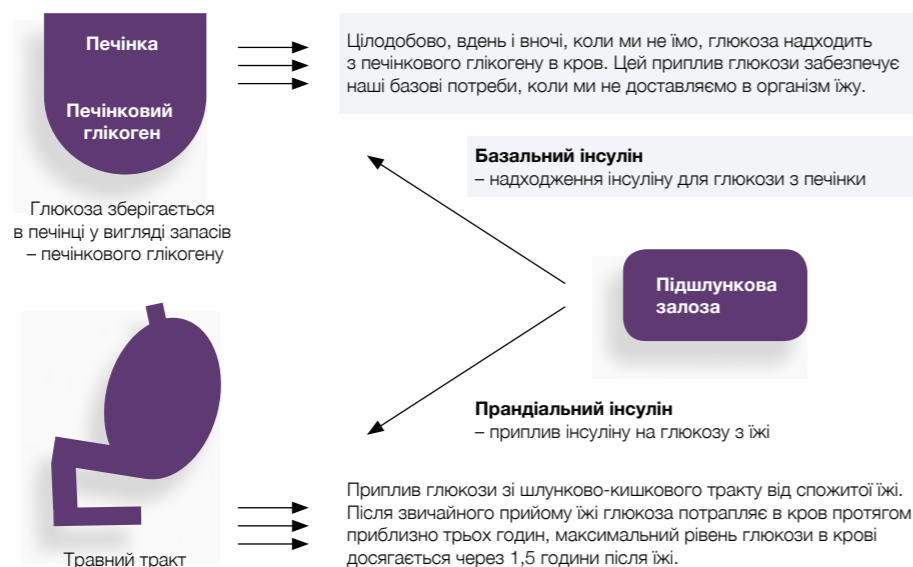 Печінка
Печінковий
глікоген
Глюкоза зберігається
в печінці у вигляді запасів
– печінкового глікогену
Цілодобово, вдень і вночі, коли ми не їмо, глюкоза надходить
з печінкового глікогену в кров. Цей приплив глюкози забезпечує
наші базові потреби, коли ми не доставляємо в організм їжу.
Базальний інсулін
– надходження інсуліну для глюкози з печінки
Підшлункова
залоза
Прандіальний інсулін
– приплив інсуліну на глюкозу з їжі
Травний тракт
Приплив глюкози зі шлунково-кишкового тракту від спожитої їжі.
Після звичайного прийому їжі глюкоза потрапляє в кров протягом
приблизно трьох годин, максимальний рівень глюкози в крові
досягається через 1,5 години після їжі.